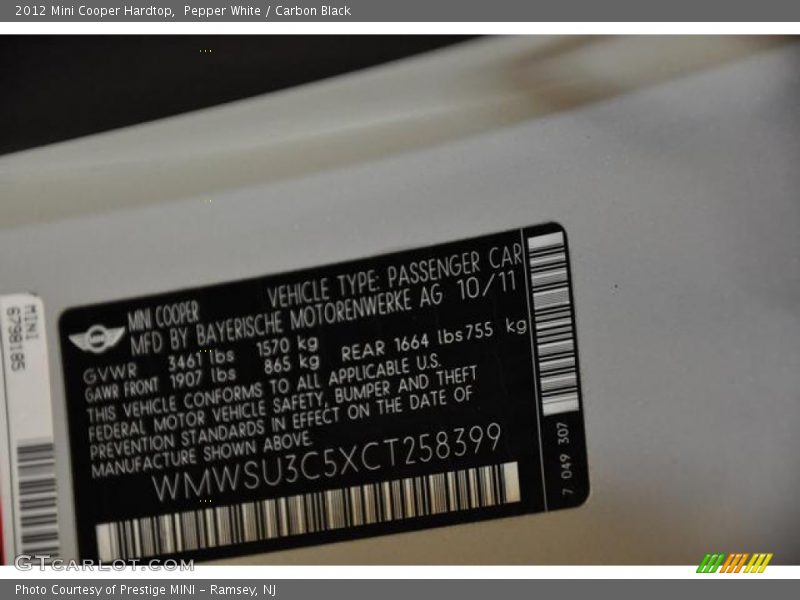 2012 Mini Cooper Hardtop,  Pepper White / Carbon Black
MINI COOPER VEHICLE TYPE: PASSENGER CAR
MFD BY BAYERISCHE MOTORENWERKE AG 10/11
GVWR 3461 lbs 1570 kg
GAWR FRONT 1907 lbs 865 kg REAR 1664 lbs 755 kg
THIS VEHICLE CONFORMS TO ALL APPLICABLE U.S.
FEDERAL MOTOR VEHICLE SAFETY, BUMPER AND THEFT
PREVENTION STANDARDS IN EFFECT ON THE DATE OF
MANUFACTURE SHOWN ABOVE.
WMWSU3C5XCT258399
7 049 307
MINI
6798185
GTcarlot.com
Photo Courtesy of Prestige MINI – Ramsey, NJ